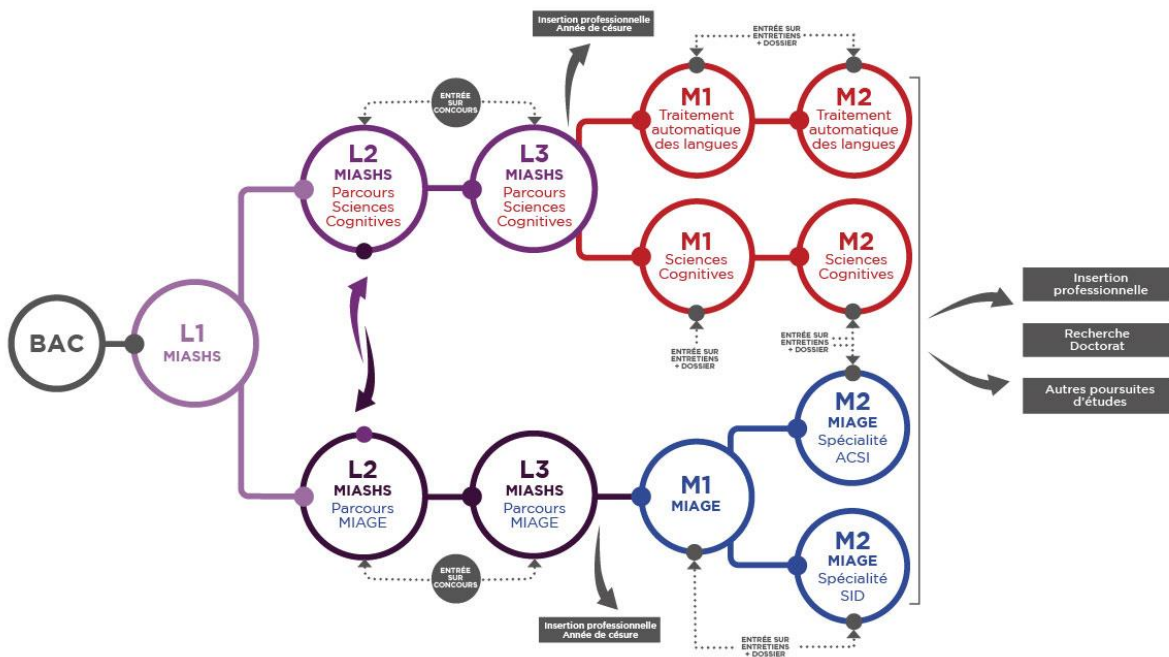 BAC
L1
MIASHS
L2
MIASHS
Parcours
Sciences
Cognitives
ENTRÉE
SUR
CONCOURS
L3
MIASHS
Parcours
Sciences
Cognitives
Insertion professionnelle
Année de césure
ENTRÉE SUR
ENTRETIENS
+ DOSSIER
M1
Traitement
automatique
des langues
M2
Traitement
automatique
des langues
M1
Sciences
Cognitives
M2
Sciences
Cognitives
ENTRÉE SUR
ENTRETIENS
+ DOSSIER
ENTRÉE SUR
ENTRETIENS
+ DOSSIER
L2
MIASHS
Parcours
MIAGE
ENTRÉE
SUR
CONCOURS
L3
MIASHS
Parcours
MIAGE
Insertion professionnelle
Année de césure
M1
MIAGE
M2
MIAGE
Spécialité
ACSI
M2
MIAGE
Spécialité
SID
ENTRÉE SUR
ENTRETIENS
+ DOSSIER
Insertion
professionnelle
Recherche
Doctorat
Autres poursuites
d'études